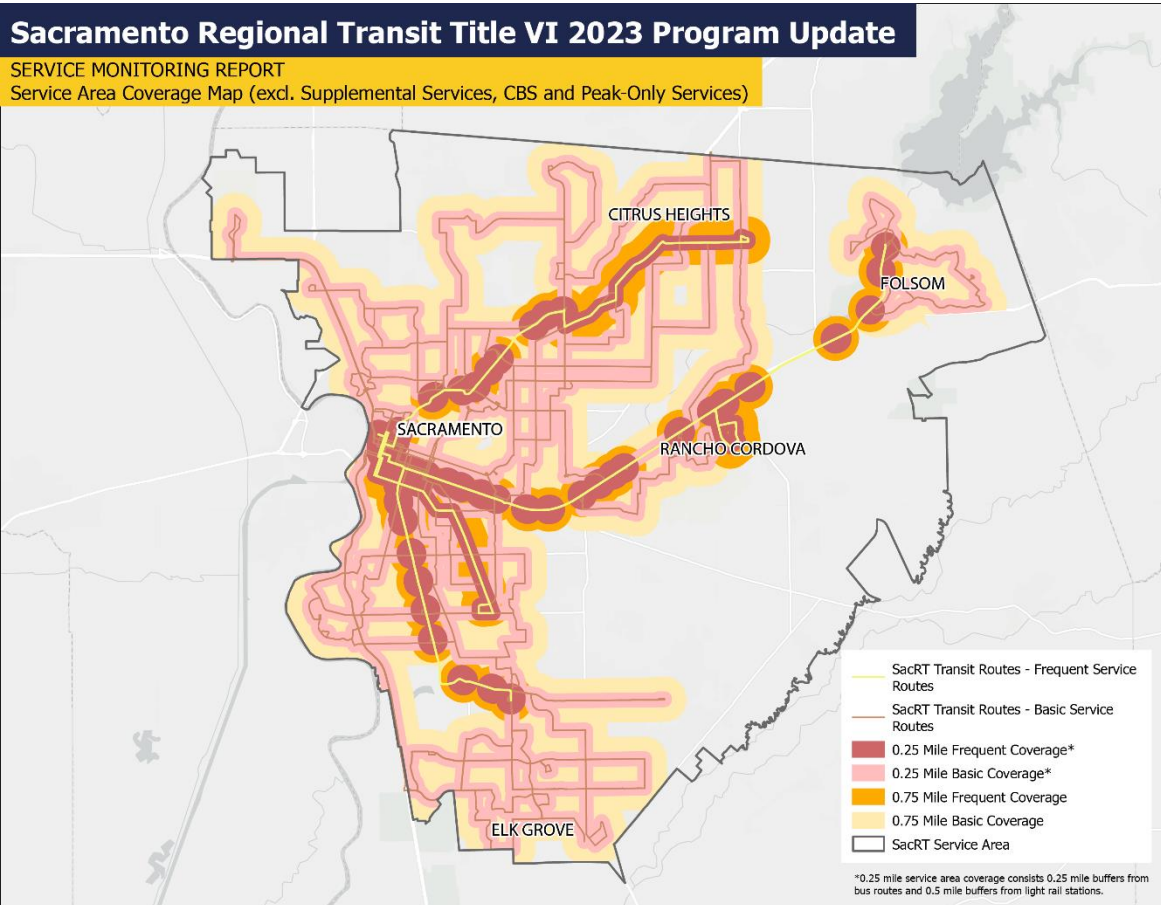 Sacramento Regional Transit Title VI 2023 Program Update
SERVICE MONITORING REPORT
Service Area Coverage Map (excl. Supplemental Services, CBS and Peak-Only Services)
CITRUS HEIGHTS
FOLSOM
SACRAMENTO
RANCHO CORDOVA
ELK GROVE
SacRT Transit Routes - Frequent Service
Routes
SacRT Transit Routes - Basic Service
Routes
0.25 Mile Frequent Coverage*
0.25 Mile Basic Coverage*
0.75 Mile Frequent Coverage
0.75 Mile Basic Coverage
SacRT Service Area
*0.25 mile service area coverage consists 0.25 mile buffers from
bus routes and 0.5 mile buffers from light rail stations.